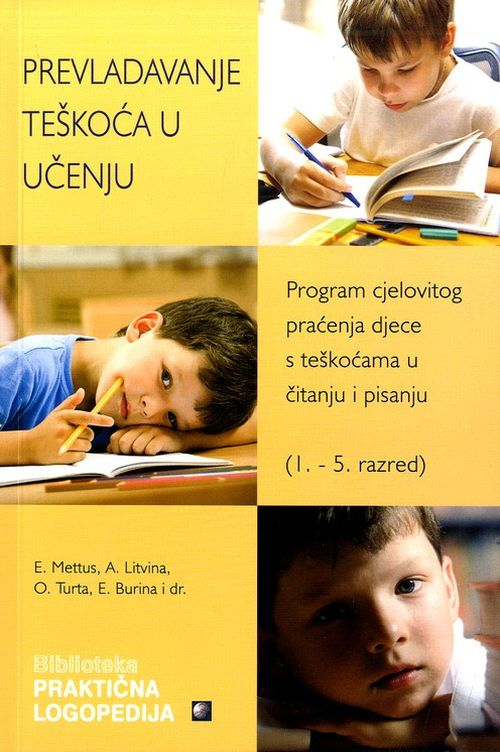 PREVLADAVANJE
TEŠKOĆA U
UČENJU
Program cjelovitog
praćenja djece
s teškoćama u
čitanju i pisanju
(1. - 5. razred)
E. Mettus, A. Litvina,
O. Turta, E. Burina i dr.
Biblioteka
PRAKTIČNA
LOGOPEDIJA